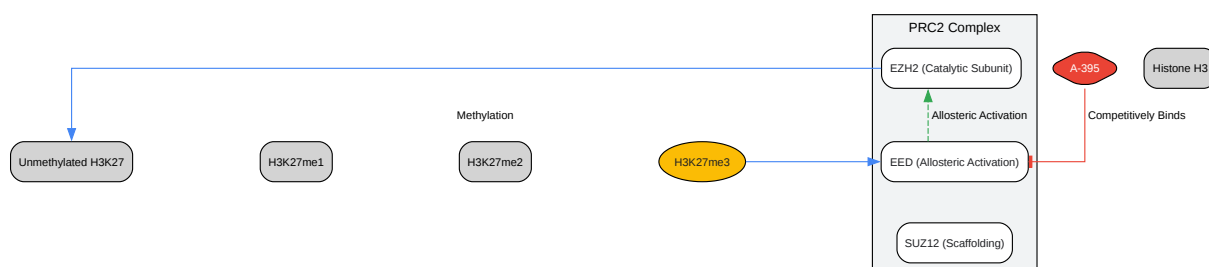 PRC2 Complex
EZH2 (Catalytic Subunit)
A-395
Histone H3
Methylation
Allosteric Activation
Competitively Binds
Unmethylated H3K27
H3K27me1
H3K27me2
H3K27me3
EED (Allosteric Activation)
SUZ12 (Scaffolding)